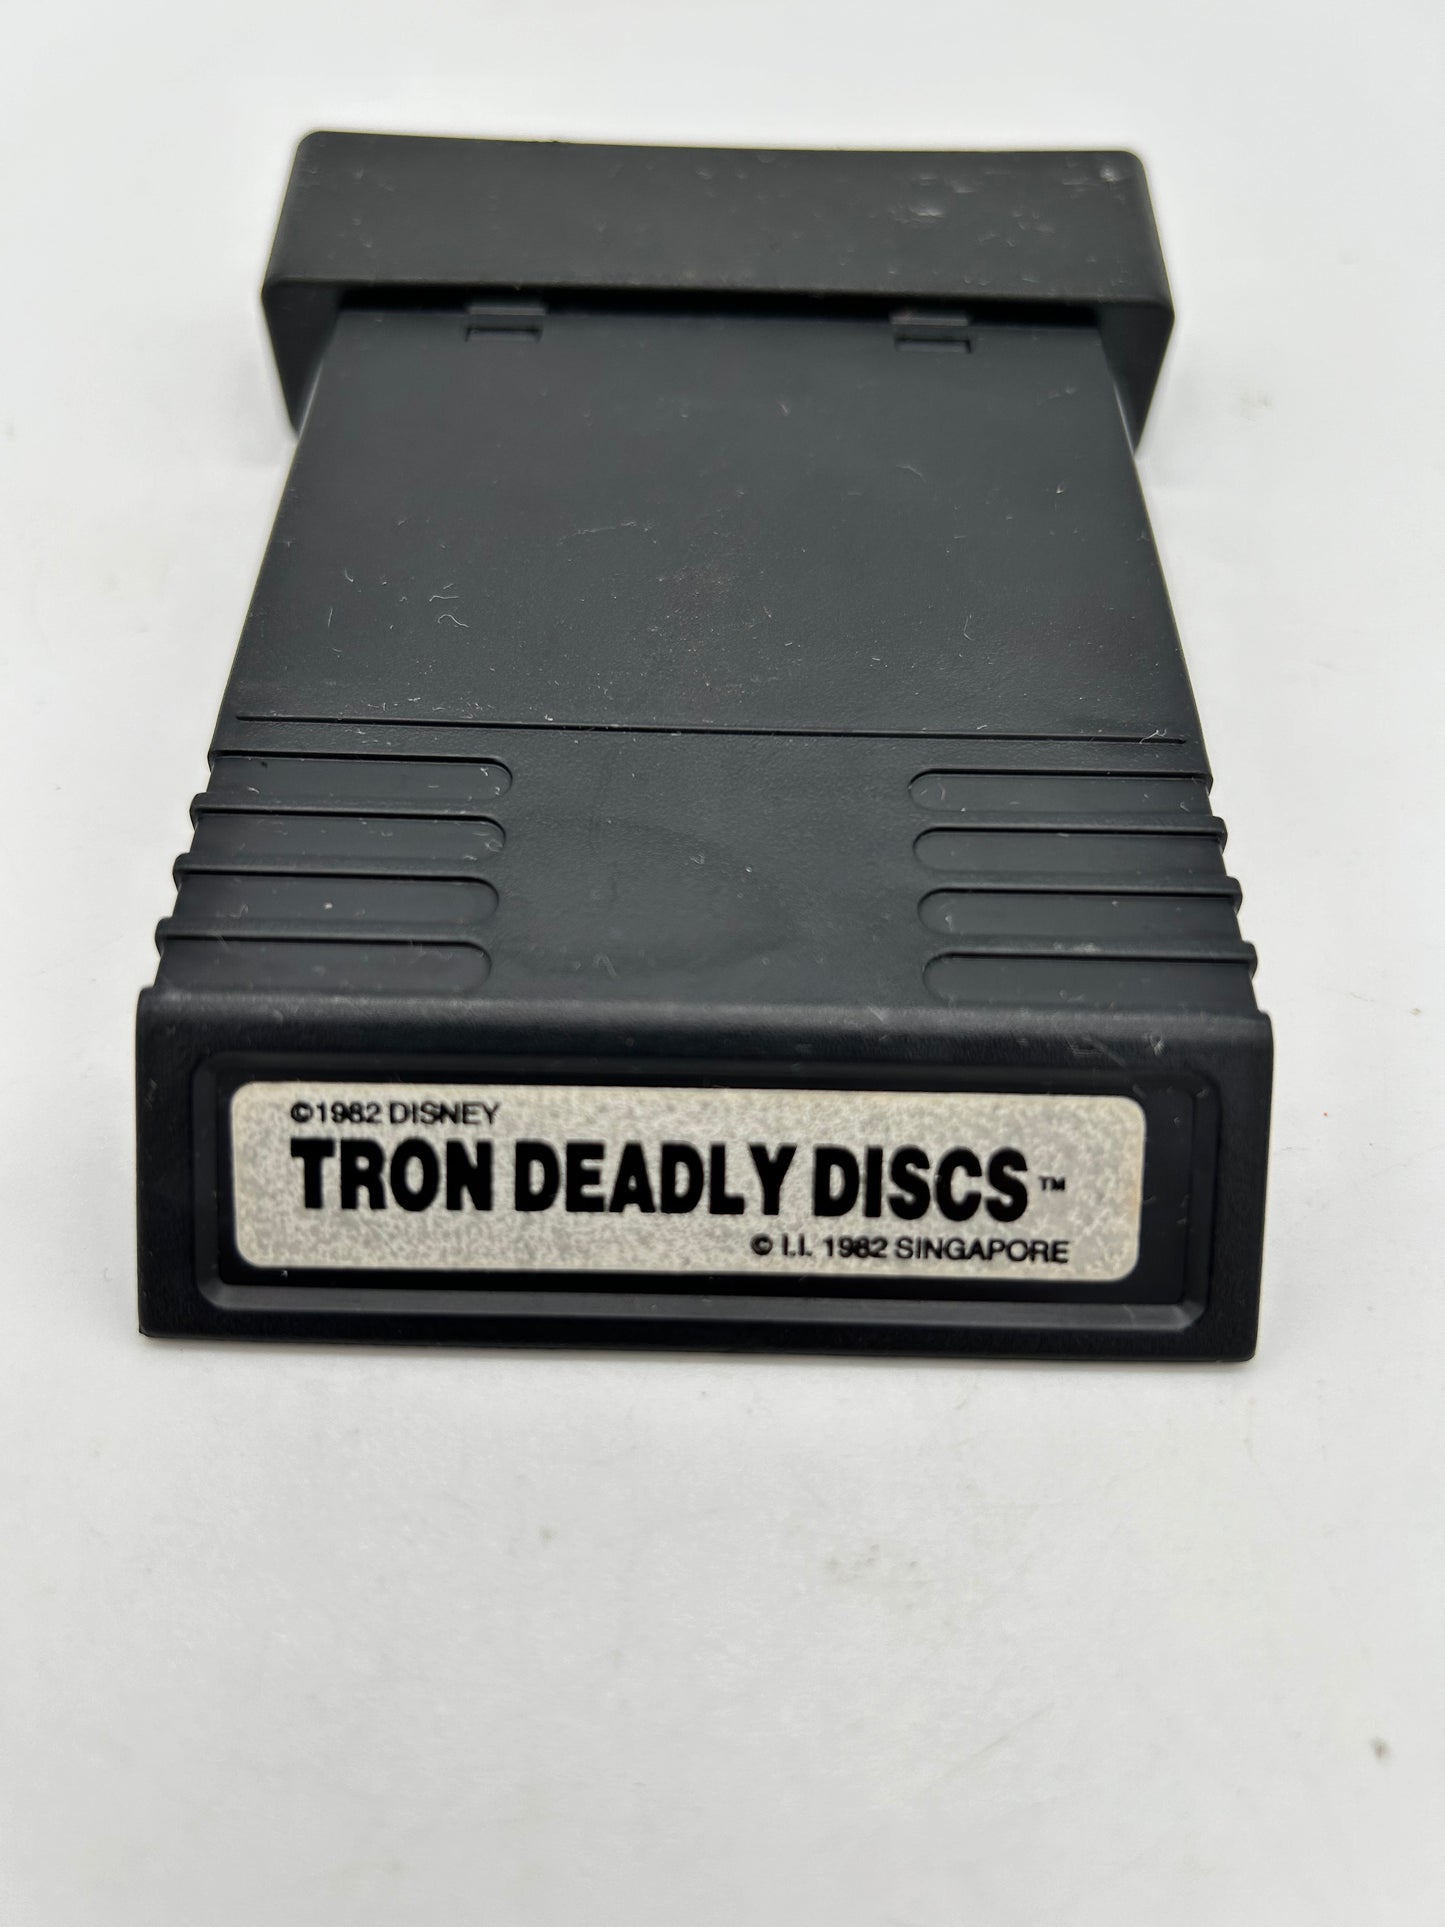 ©1982 DISNEY
TRON DEADLY DISCS™
© I.I. 1982 SINGAPORE